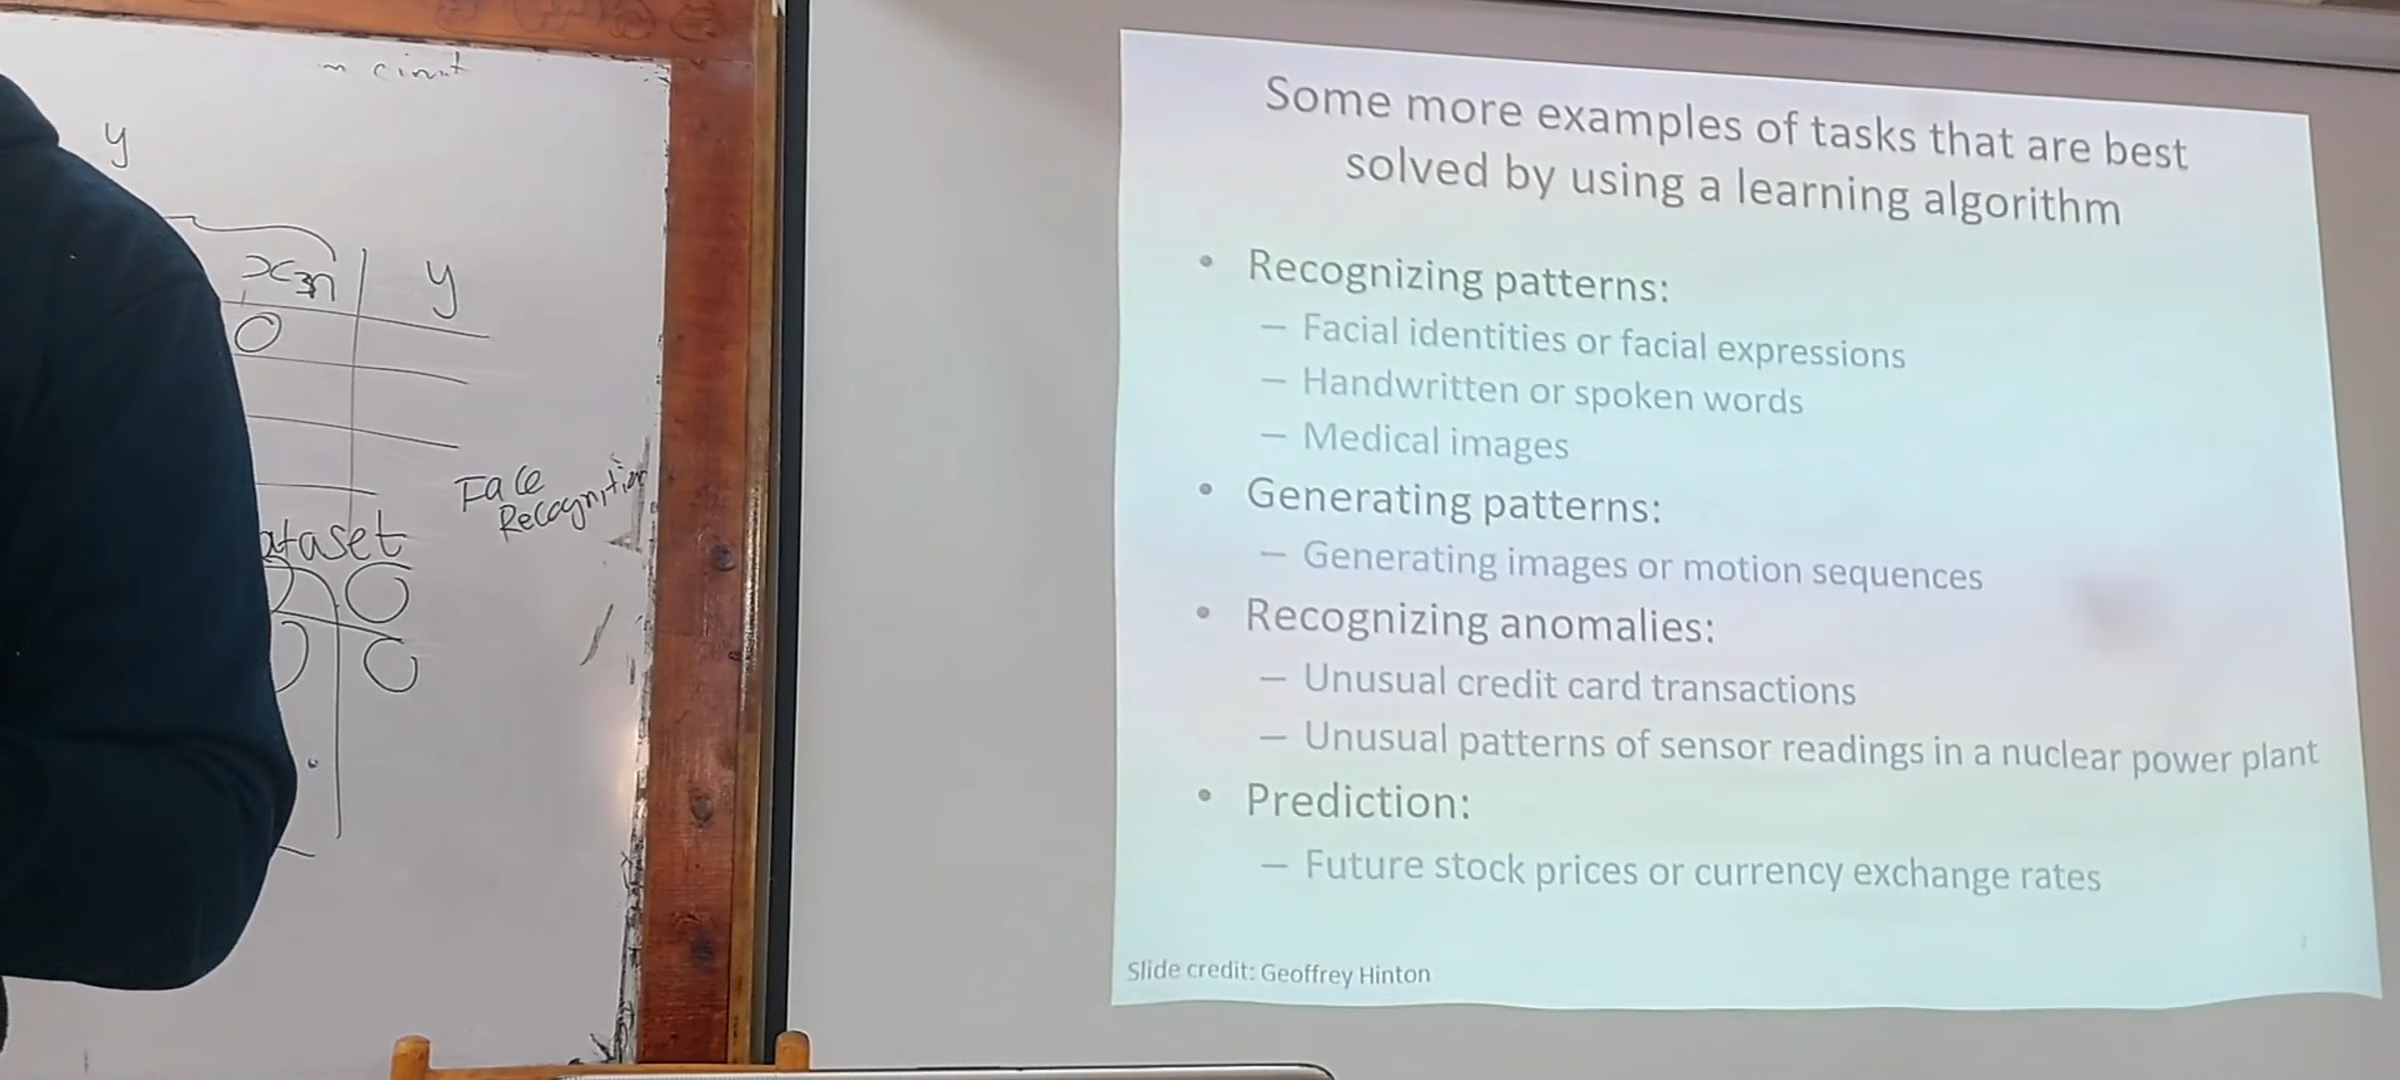 y
y
O
ataset
Face
Recognition
Some more examples of tasks that are best
solved by using a learning algorithm
• Recognizing patterns:
– Facial identities or facial expressions
– Handwritten or spoken words
– Medical images
• Generating patterns:
– Generating images or motion sequences
• Recognizing anomalies:
– Unusual credit card transactions
– Unusual patterns of sensor readings in a nuclear power plant
• Prediction:
– Future stock prices or currency exchange rates
Slide credit: Geoffrey Hinton